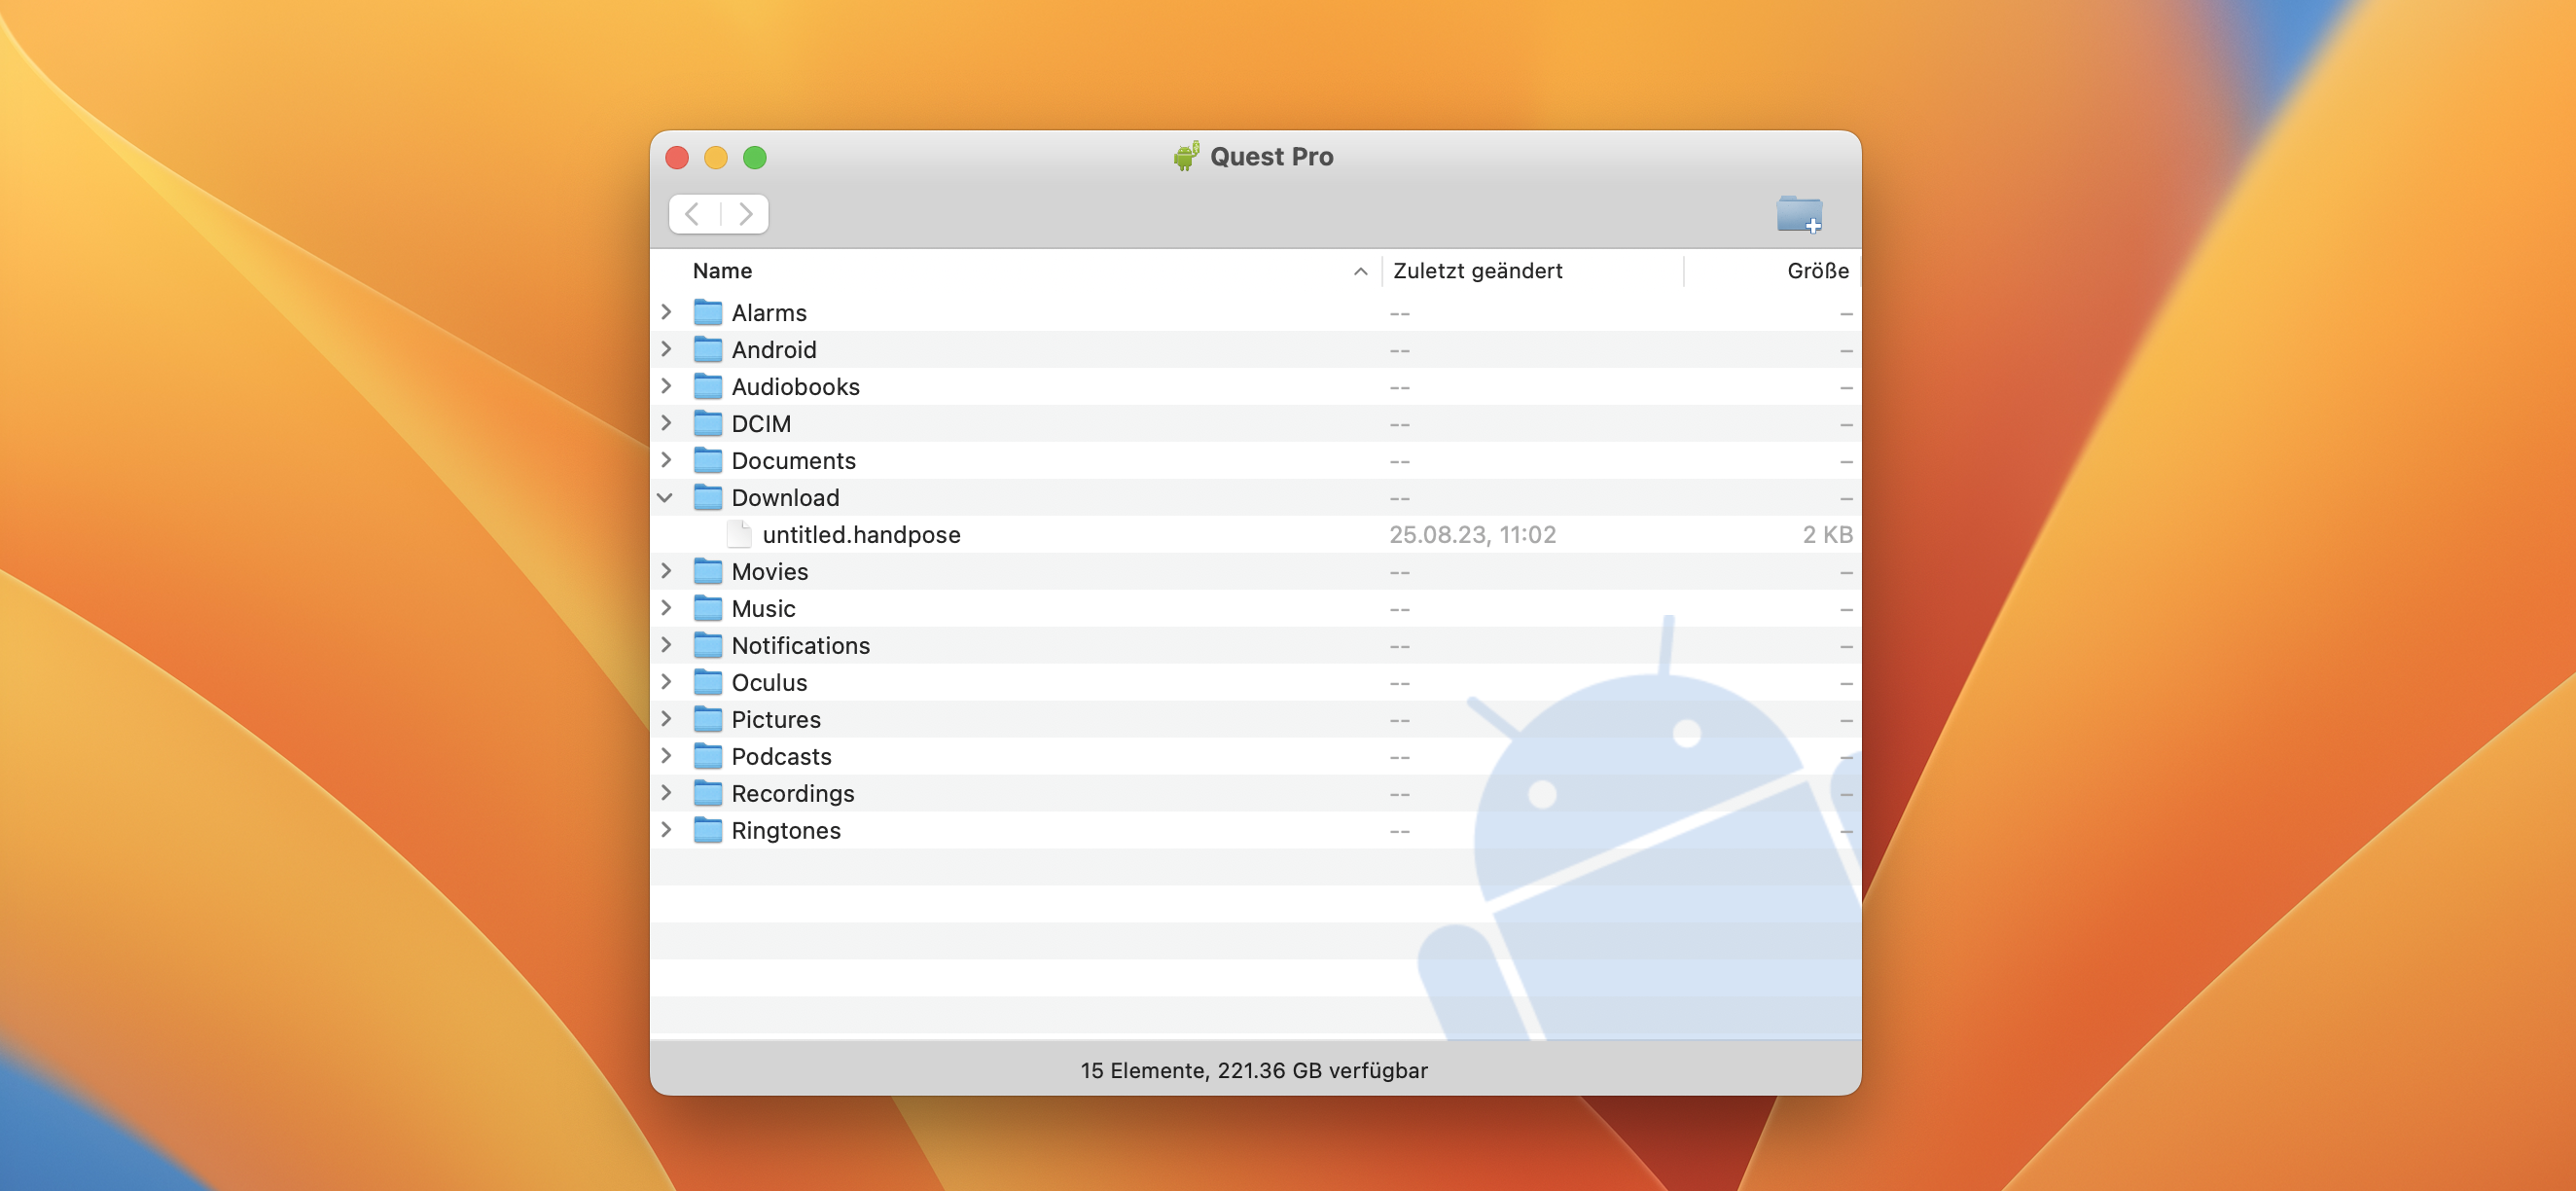 Quest Pro
Name Zuletzt geändert Größe
Alarms -- –
Android -- –
Audiobooks -- –
DCIM -- –
Documents -- –
Download -- –
untitled.handpose 25.08.23, 11:02 2 KB
Movies -- –
Music -- –
Notifications -- –
Oculus -- –
Pictures -- –
Podcasts -- –
Recordings -- –
Ringtones -- –
15 Elemente, 221.36 GB verfügbar